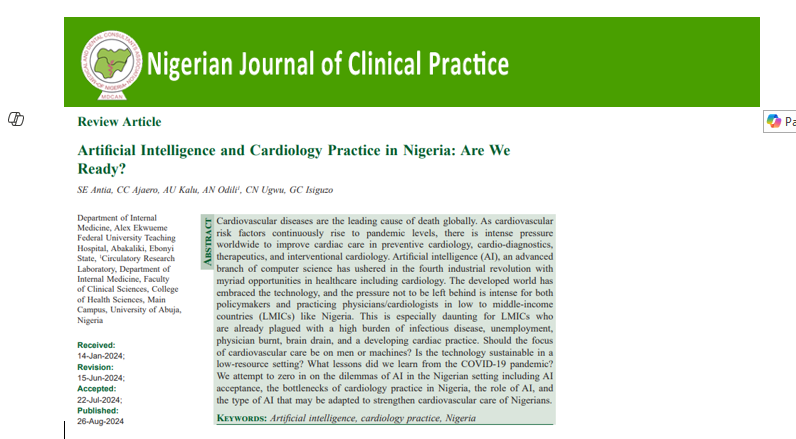 Nigerian Journal of Clinical Practice
MDCAN
Review Article
Artificial Intelligence and Cardiology Practice in Nigeria: Are We
Ready?
SE Antia, CC Ajaero, AU Kalu, AN Odili¹, CN Ugwu, GC Isiguzo
Department of Internal
Medicine, Alex Ekwueme
Federal University Teaching
Hospital, Abakaliki, Ebonyi
State, ¹Circulatory Research
Laboratory, Department of
Internal Medicine, Faculty
of Clinical Sciences, College
of Health Sciences, Main
Campus, University of Abuja,
Nigeria
Received:
14-Jan-2024;
Revision:
15-Jun-2024;
Accepted:
22-Jul-2024;
Published:
26-Aug-2024
Abstract
Cardiovascular diseases are the leading cause of death globally. As cardiovascular
risk factors continuously rise to pandemic levels, there is intense pressure
worldwide to improve cardiac care in preventive cardiology, cardio-diagnostics,
therapeutics, and interventional cardiology. Artificial intelligence (AI), an advanced
branch of computer science has ushered in the fourth industrial revolution with
myriad opportunities in healthcare including cardiology. The developed world has
embraced the technology, and the pressure not to be left behind is intense for both
policymakers and practicing physicians/cardiologists in low to middle-income
countries (LMICs) like Nigeria. This is especially daunting for LMICs who
are already plagued with a high burden of infectious disease, unemployment,
physician burnt, brain drain, and a developing cardiac practice. Should the focus
of cardiovascular care be on men or machines? Is the technology sustainable in a
low-resource setting? What lessons did we learn from the COVID-19 pandemic?
We attempt to zero in on the dilemmas of AI in the Nigerian setting including AI
acceptance, the bottlenecks of cardiology practice in Nigeria, the role of AI, and
the type of AI that may be adapted to strengthen cardiovascular care of Nigerians.
Keywords: Artificial intelligence, cardiology practice, Nigeria
Pa